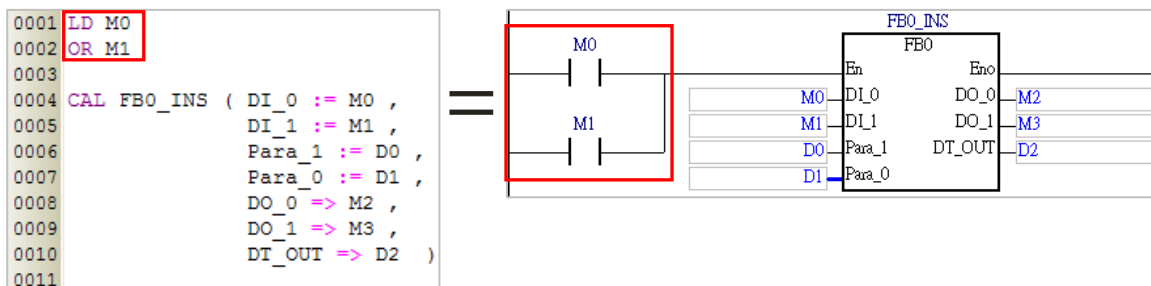 0001 LD M0
0002 OR M1
0003
0004 CAL FB0_INS ( DI_0 := M0 ,
0005 DI_1 := M1 ,
0006 Para_1 := D0 ,
0007 Para_0 := D1 ,
0008 DO_0 => M2 ,
0009 DO_1 => M3 ,
0010 DT_OUT => D2 )
0011
=
FB0_INS
M0 FB0
En Eno
M0 DI_0 DO_0 M2
M1 M1 DI_1 DO_1 M3
D0 Para_1 DT_OUT D2
D1 Para_0